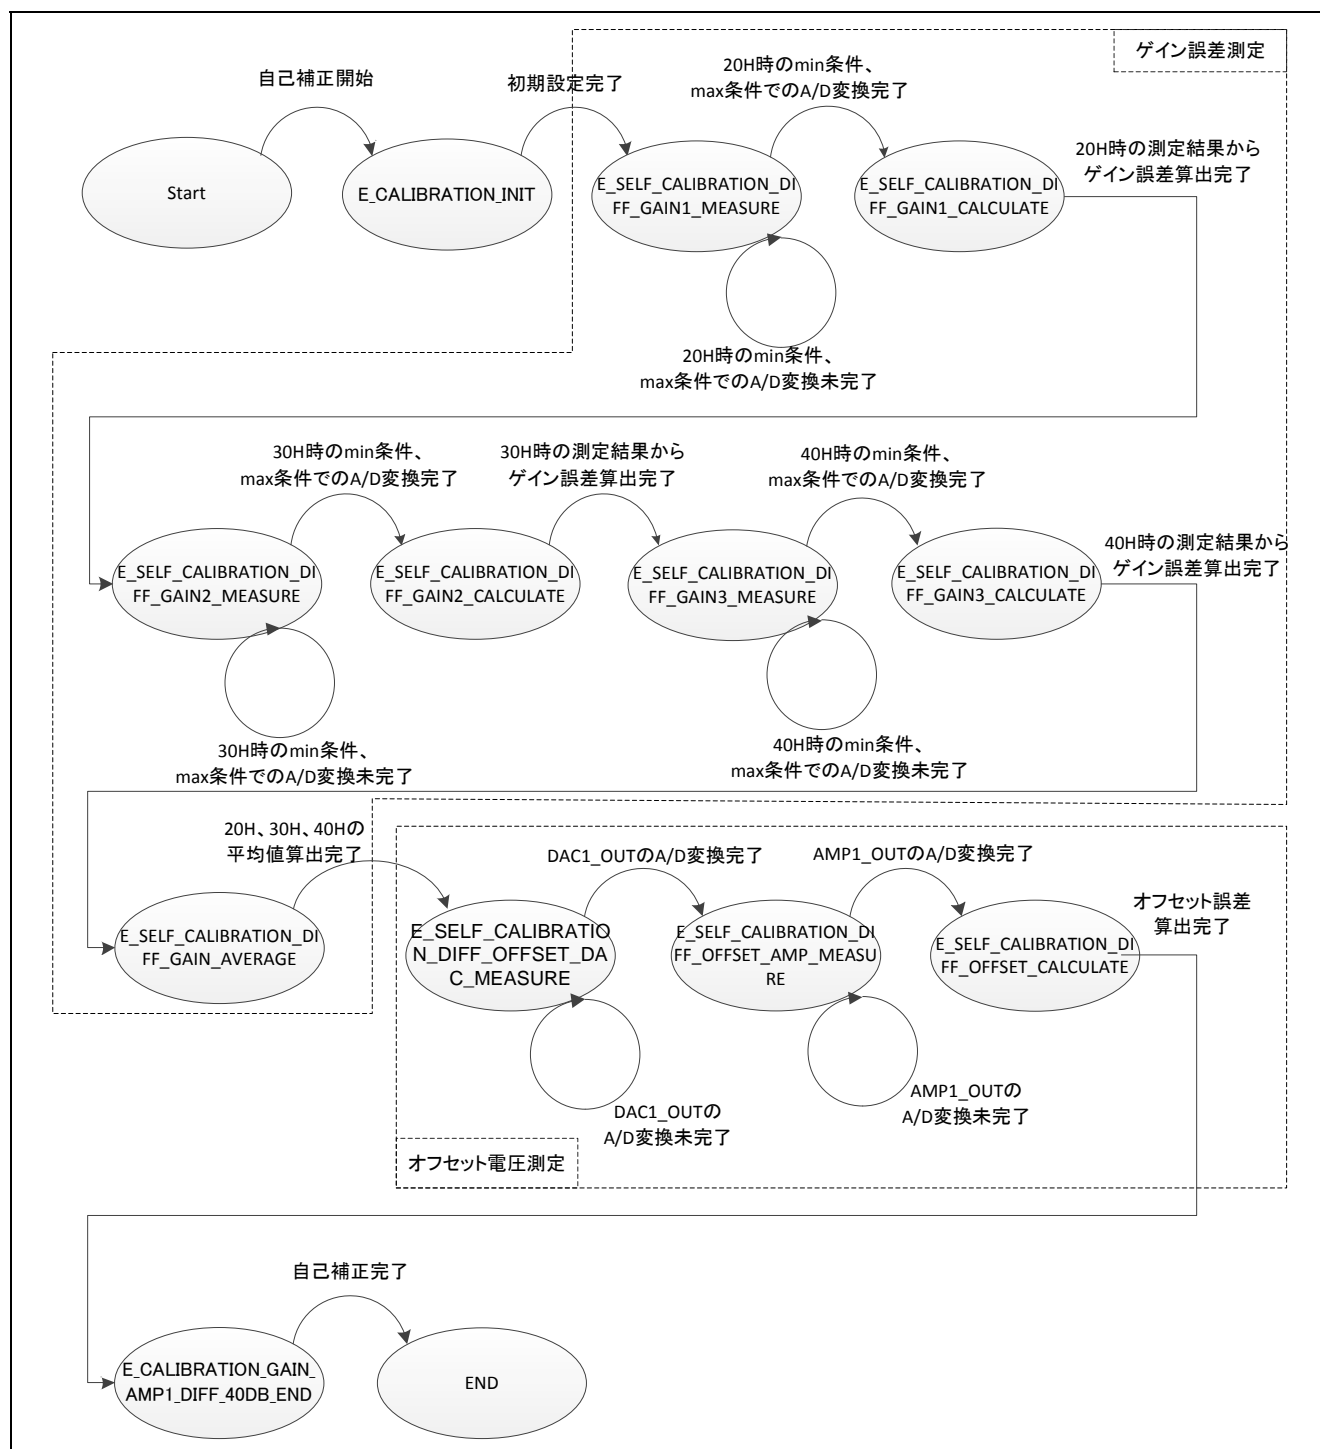 ゲイン誤差測定
自己補正開始
初期設定完了
20H時のmin条件、
max条件でのA/D変換完了
20H時の測定結果から
ゲイン誤差算出完了
Start
E_CALIBRATION_INIT
E_SELF_CALIBRATION_DI
FF_GAIN1_MEASURE
E_SELF_CALIBRATION_DI
FF_GAIN1_CALCULATE
20H時のmin条件、
max条件でのA/D変換未完了
30H時のmin条件、
max条件でのA/D変換完了
30H時の測定結果から
ゲイン誤差算出完了
40H時のmin条件、
max条件でのA/D変換完了
40H時の測定結果から
ゲイン誤差算出完了
E_SELF_CALIBRATION_DI
FF_GAIN2_MEASURE
E_SELF_CALIBRATION_DI
FF_GAIN2_CALCULATE
E_SELF_CALIBRATION_DI
FF_GAIN3_MEASURE
E_SELF_CALIBRATION_DI
FF_GAIN3_CALCULATE
30H時のmin条件、
max条件でのA/D変換未完了
40H時のmin条件、
max条件でのA/D変換未完了
20H、30H、40Hの
平均値算出完了
DAC1_OUTのA/D変換完了
AMP1_OUTのA/D変換完了
オフセット誤差
算出完了
E_SELF_CALIBRATION_DI
FF_GAIN_AVERAGE
E_SELF_CALIBRATIO
N_DIFF_OFFSET_DA
C_MEASURE
E_SELF_CALIBRATION_DI
FF_OFFSET_AMP_MEASU
RE
E_SELF_CALIBRATION_DI
FF_OFFSET_CALCULATE
DAC1_OUTの
A/D変換未完了
AMP1_OUTの
A/D変換未完了
オフセット電圧測定
自己補正完了
E_CALIBRATION_GAIN_
AMP1_DIFF_40DB_END
END